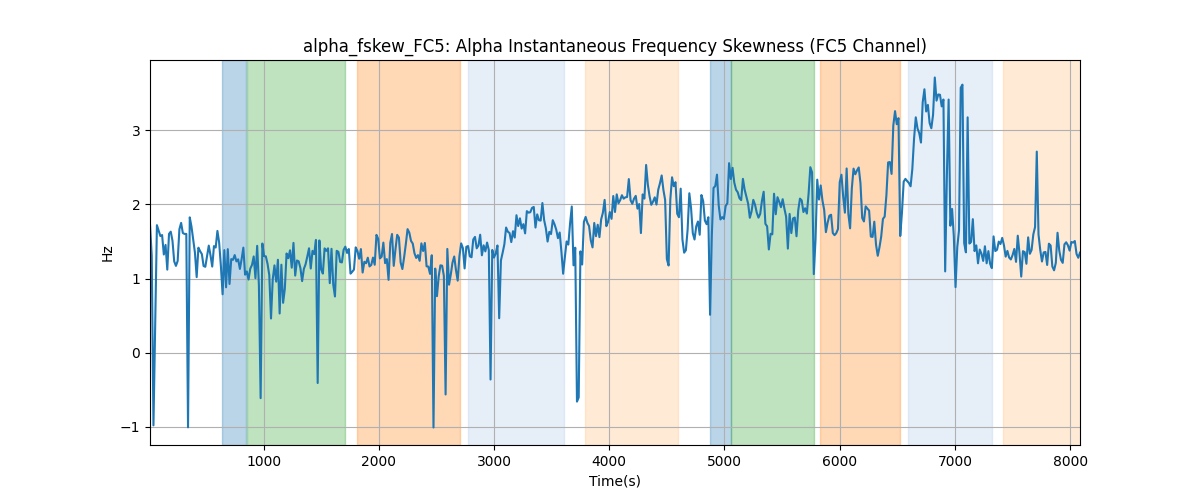 alpha_fskew_FC5: Alpha Instantaneous Frequency Skewness (FC5 Channel)
3
2
1
0
−1
Hz
1000 2000 3000 4000 5000 6000 7000 8000
Time(s)